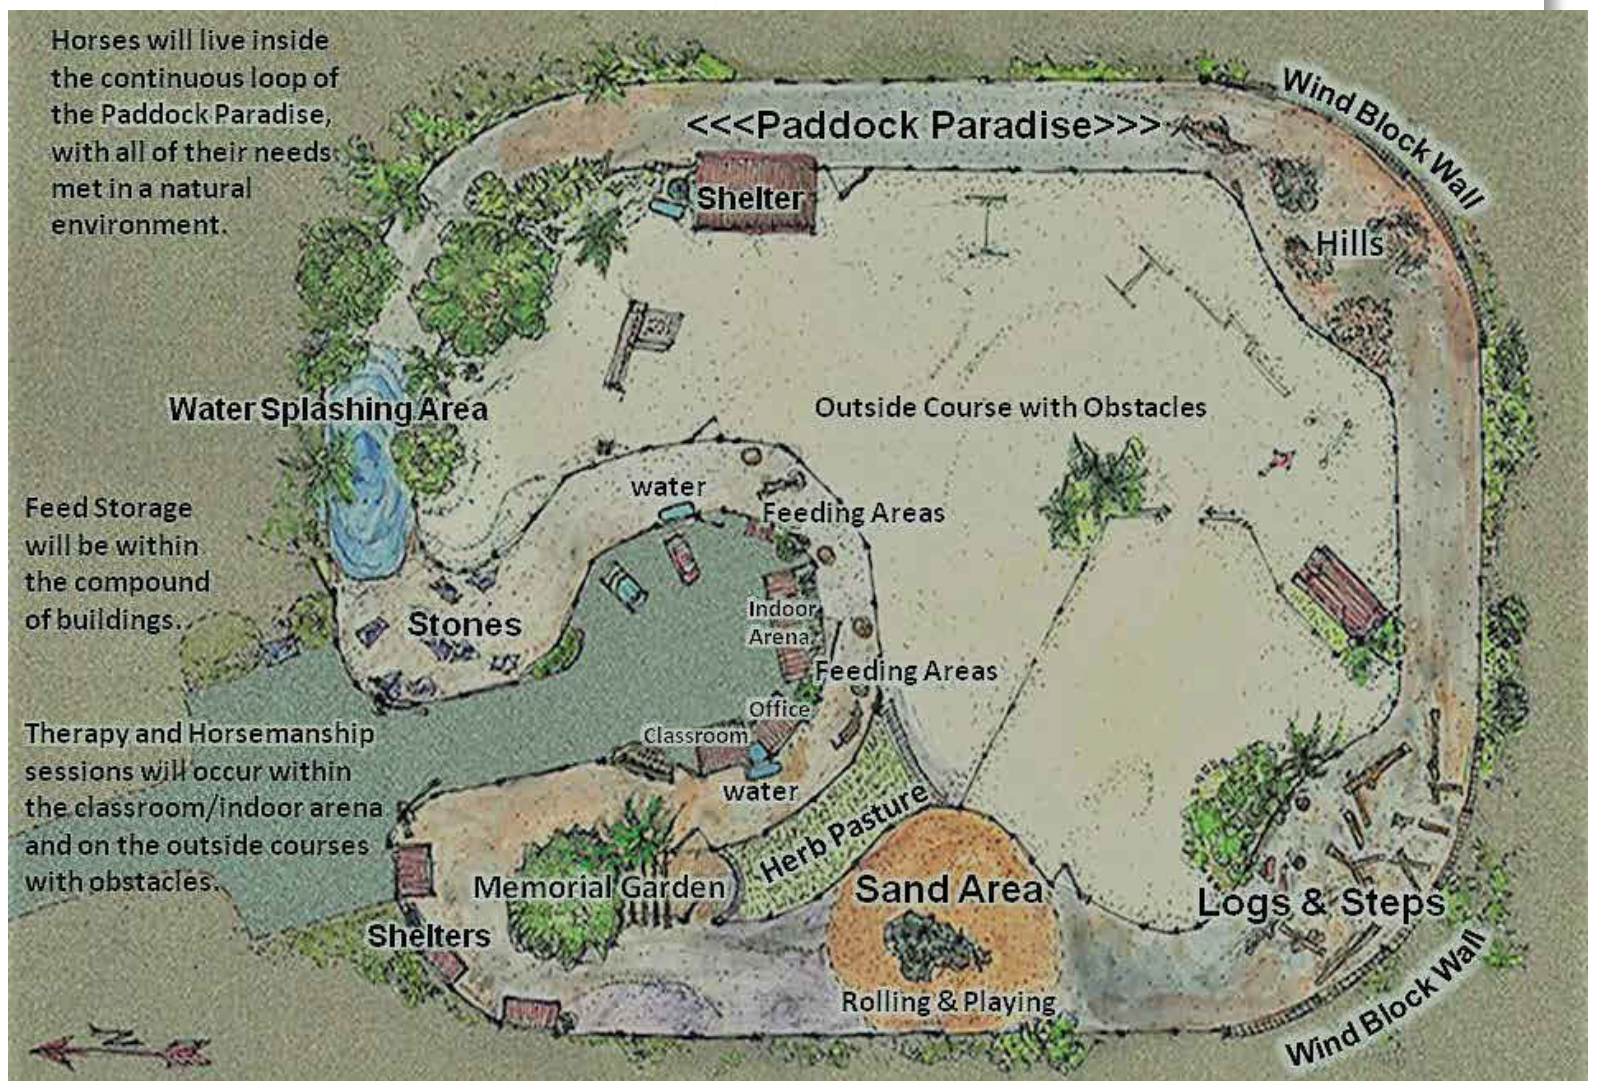 Horses will live inside
the continuous loop of
the Paddock Paradise,
with all of their needs
met in a natural
environment.
<<<Paddock Paradise>>>
Wind Block Wall
Shelter
Hills
Water Splashing Area
Outside Course with Obstacles
water
Feeding Areas
Feed Storage
will be within
the compound
of buildings.
Stones
Indoor
Arena
Feeding Areas
Office
Classroom
water
Therapy and Horsemanship
sessions will occur within
the classroom/indoor arena
and on the outside courses
with obstacles.
Herb Pasture
Memorial Garden
Sand Area
Logs & Steps
Shelters
Rolling & Playing
Wind Block Wall
N